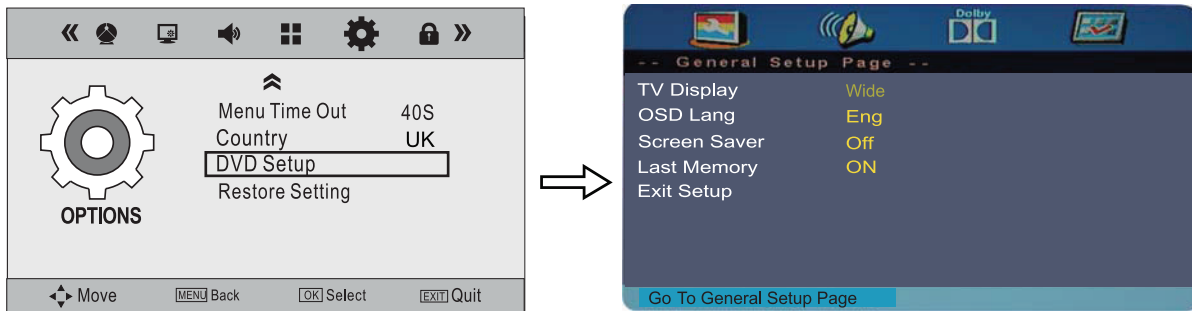 Menu Time Out 40S
Country UK
DVD Setup
Restore Setting
OPTIONS
Move MENU Back OK Select EXIT Quit
Dolby
-- General Setup Page --
TV Display Wide
OSD Lang Eng
Screen Saver Off
Last Memory ON
Exit Setup
Go To General Setup Page